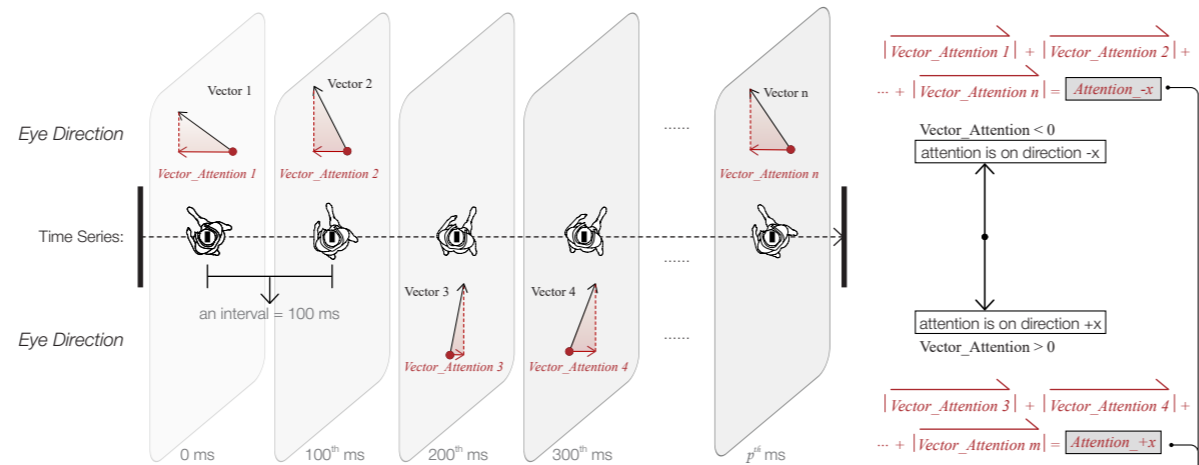 Eye Direction
Vector 1
Vector_Attention 1
Vector 2
Vector_Attention 2
......
Vector n
Vector_Attention n
Time Series:
......
an interval = 100 ms
Eye Direction
Vector 3
Vector_Attention 3
Vector 4
Vector_Attention 4
......
0 ms
100th ms
200th ms
300th ms
pth ms
|Vector_Attention 1| + |Vector_Attention 2| +
... + |Vector_Attention n| = Attention_-x
Vector_Attention < 0
attention is on direction -x
attention is on direction +x
Vector_Attention > 0
|Vector_Attention 3| + |Vector_Attention 4| +
... + |Vector_Attention m| = Attention_+x